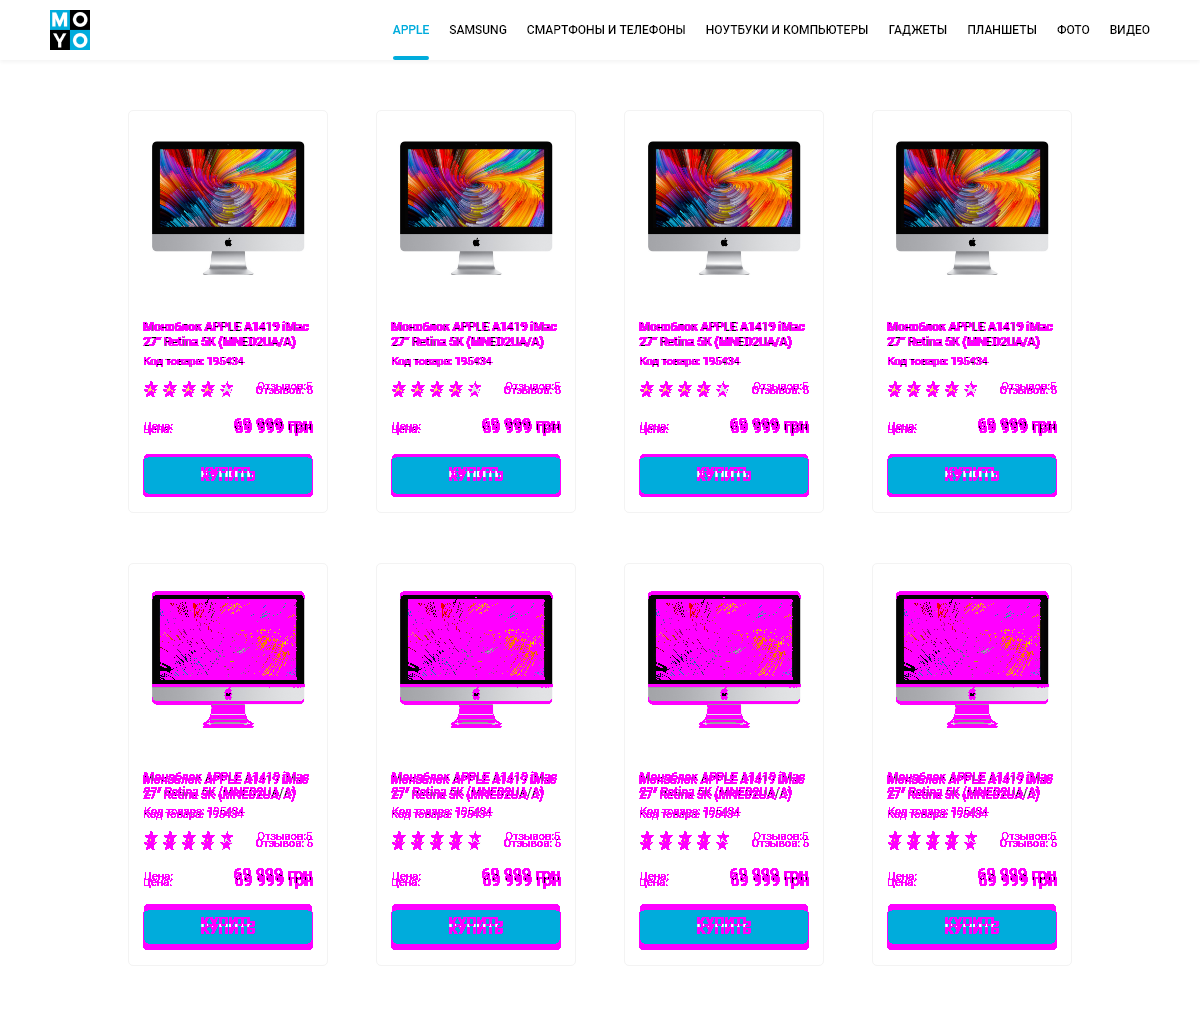 MOYO
APPLE SAMSUNG СМАРТФОНЫ И ТЕЛЕФОНЫ НОУТБУКИ И КОМПЬЮТЕРЫ ГАДЖЕТЫ ПЛАНШЕТЫ ФОТО ВИДЕО
Моноблок APPLE A1419 iMac Моноблок APPLE A1419 iMac Моноблок APPLE A1419 iMac Моноблок APPLE A1419 iMac
27" Retina 5K (MNED2UA/A) 27" Retina 5K (MNED2UA/A) 27" Retina 5K (MNED2UA/A) 27" Retina 5K (MNED2UA/A)
Код товара: 195434 Код товара: 195434 Код товара: 195434 Код товара: 195434
Отзывов: 5 Отзывов: 5 Отзывов: 5 Отзывов: 5
Цена: 69 999 грн Цена: 69 999 грн Цена: 69 999 грн Цена: 69 999 грн
КУПИТЬ КУПИТЬ КУПИТЬ КУПИТЬ
Моноблок APPLE A1419 iMac Моноблок APPLE A1419 iMac Моноблок APPLE A1419 iMac Моноблок APPLE A1419 iMac
27" Retina 5K (MNED2UA/A) 27" Retina 5K (MNED2UA/A) 27" Retina 5K (MNED2UA/A) 27" Retina 5K (MNED2UA/A)
Код товара: 195434 Код товара: 195434 Код товара: 195434 Код товара: 195434
Отзывов: 5 Отзывов: 5 Отзывов: 5 Отзывов: 5
Цена: 69 999 грн Цена: 69 999 грн Цена: 69 999 грн Цена: 69 999 грн
КУПИТЬ КУПИТЬ КУПИТЬ КУПИТЬ